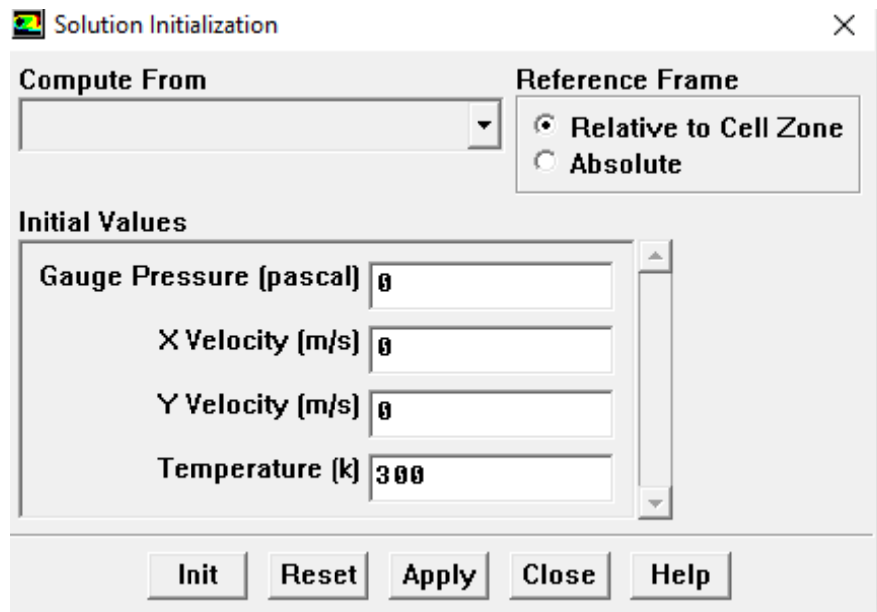 Solution Initialization
Compute From
Reference Frame
Relative to Cell Zone
Absolute
Initial Values
Gauge Pressure (pascal) 0
X Velocity (m/s) 0
Y Velocity (m/s) 0
Temperature (k) 300
Init Reset Apply Close Help